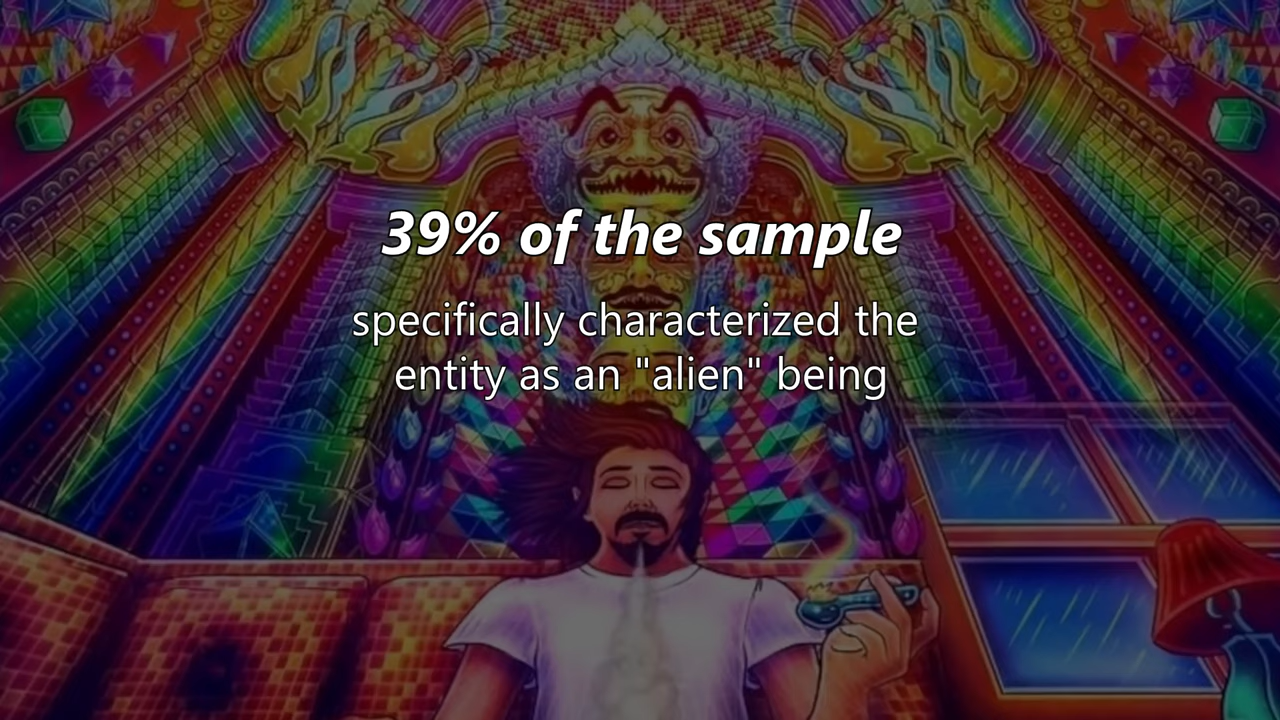 39% of the sample
specifically characterized the
entity as an "alien" being